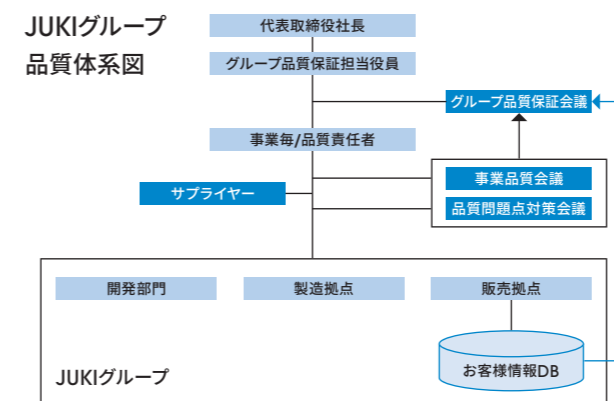 JUKIグループ
品質体系図
代表取締役社長
グループ品質保証担当役員
グループ品質保証会議
事業毎/品質責任者
事業品質会議
サプライヤー
品質問題点対策会議
開発部門
製造拠点
販売拠点
お客様情報DB
JUKIグループ